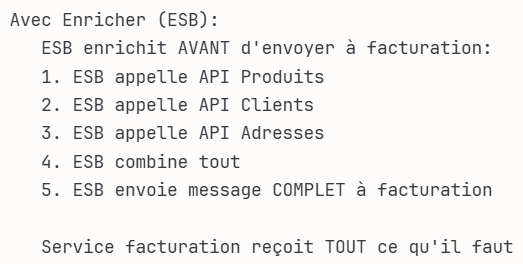 Avec Enricher (ESB):
ESB enrichit AVANT d'envoyer à facturation:
1. ESB appelle API Produits
2. ESB appelle API Clients
3. ESB appelle API Adresses
4. ESB combine tout
5. ESB envoie message COMPLET à facturation
Service facturation reçoit TOUT ce qu'il faut